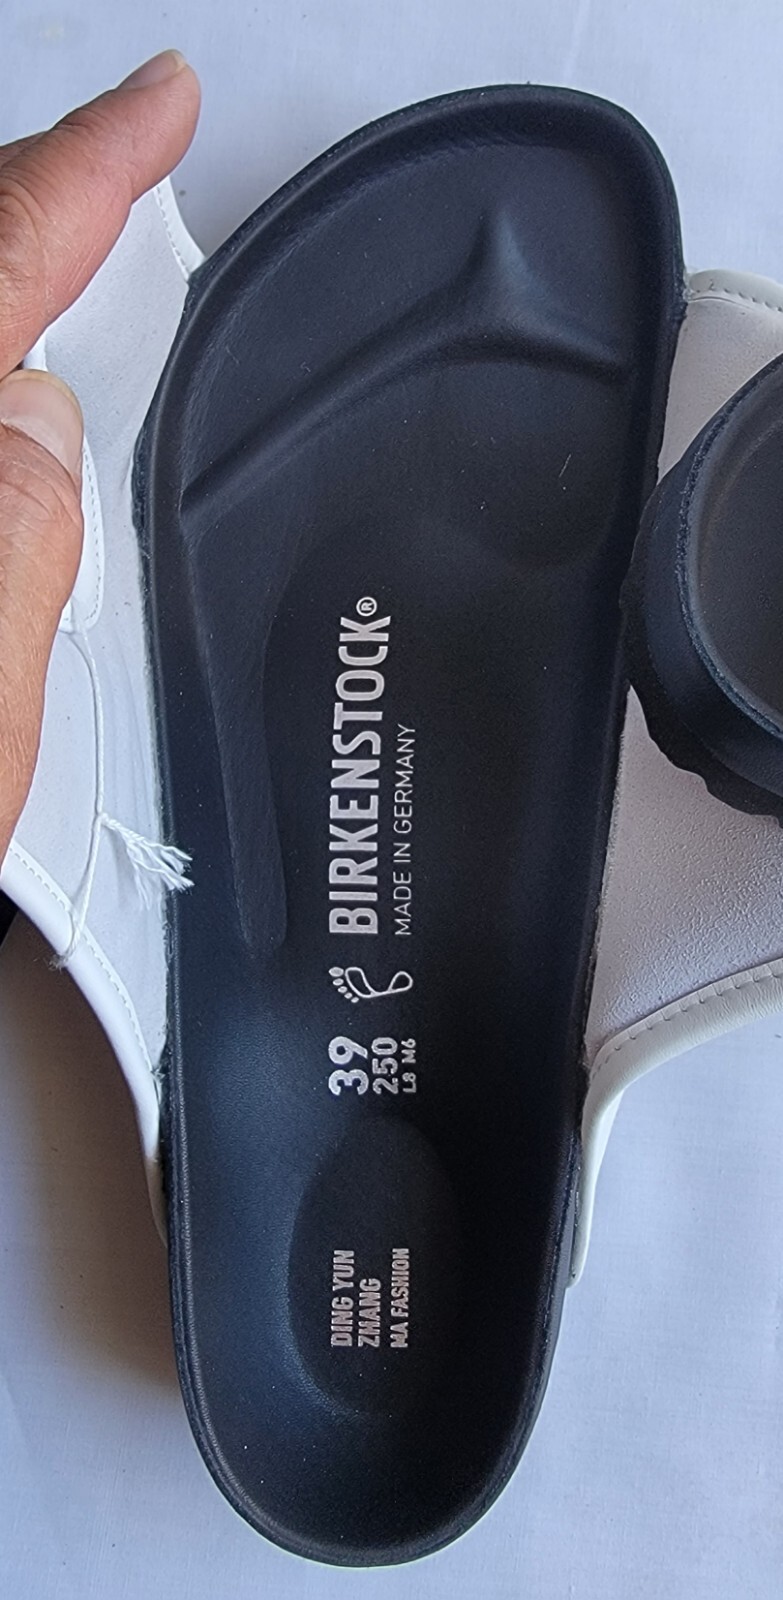 BIRKENSTOCK®
MADE IN GERMANY
39
250
L8 M6
DING YUN
ZHANG
MA FASHION